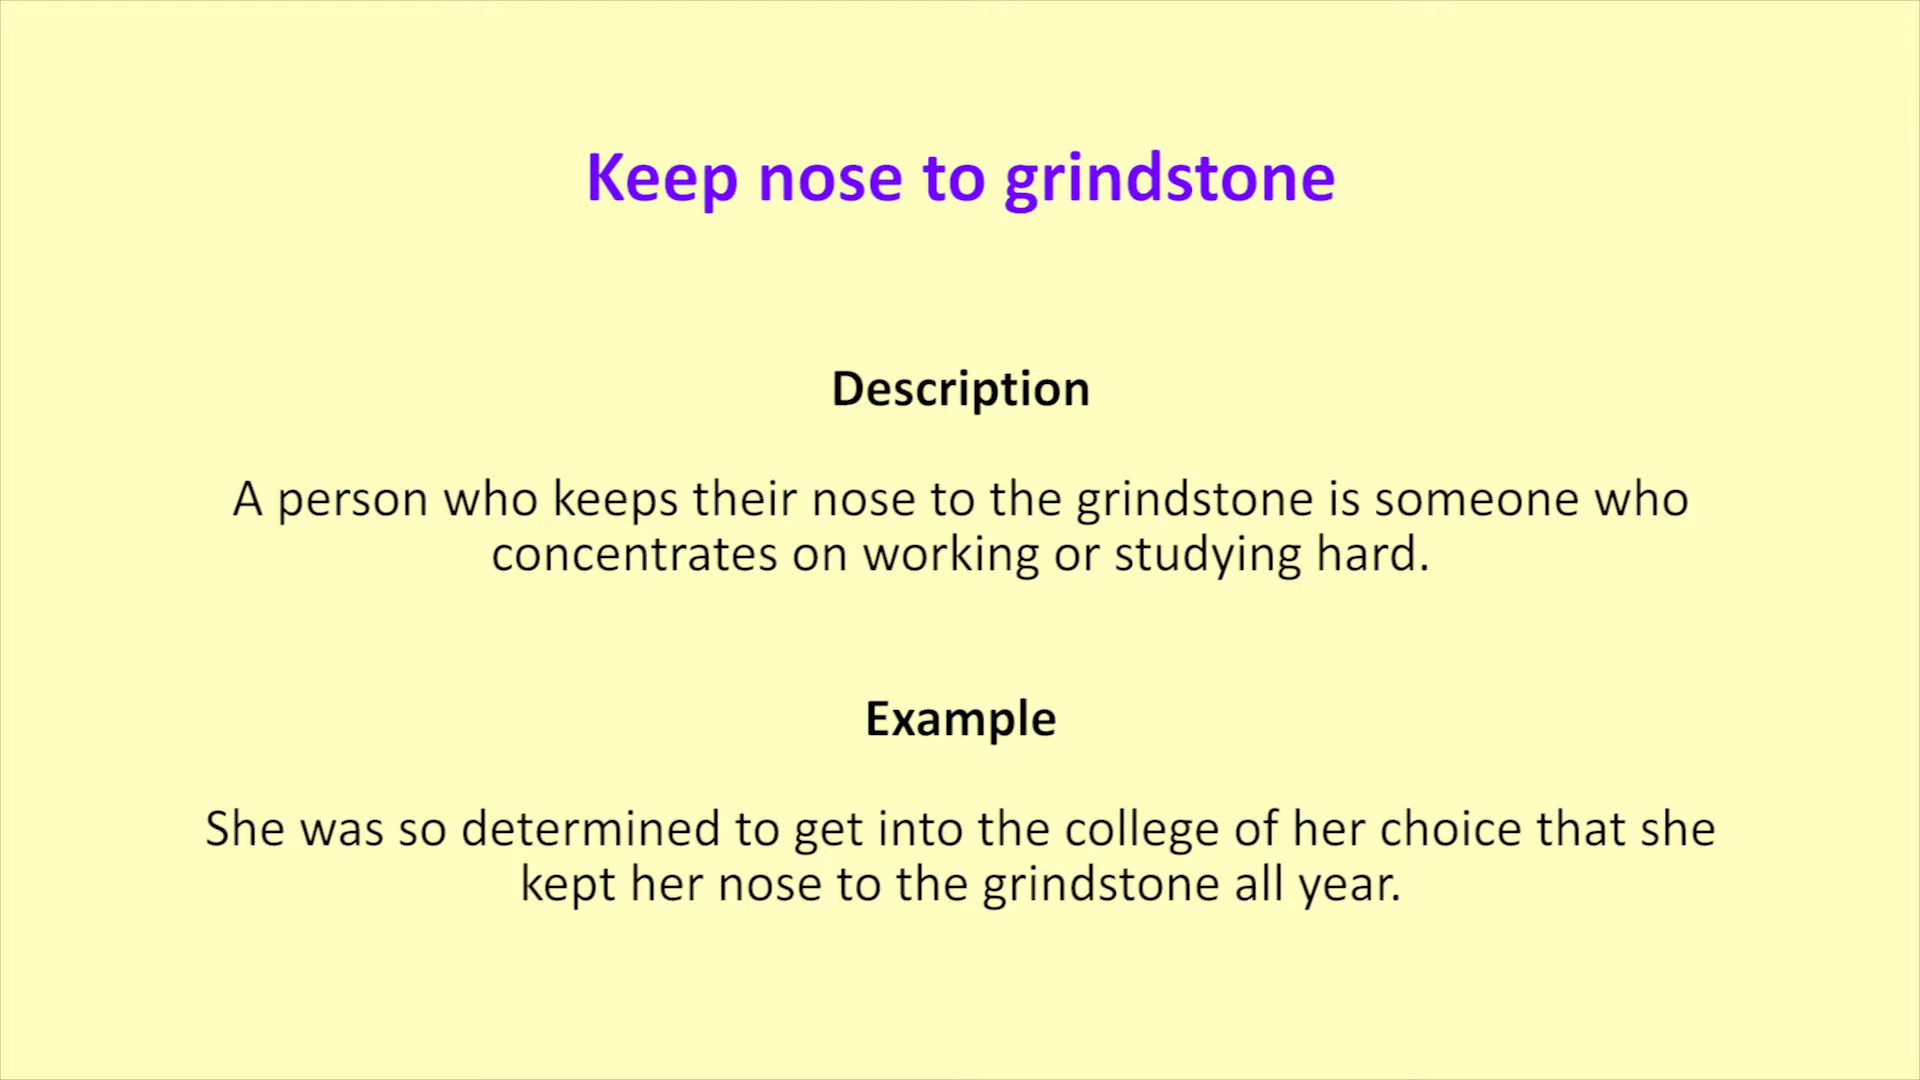 Keep nose to grindstone
Description
A person who keeps their nose to the grindstone is someone who
concentrates on working or studying hard.
Example
She was so determined to get into the college of her choice that she
kept her nose to the grindstone all year.